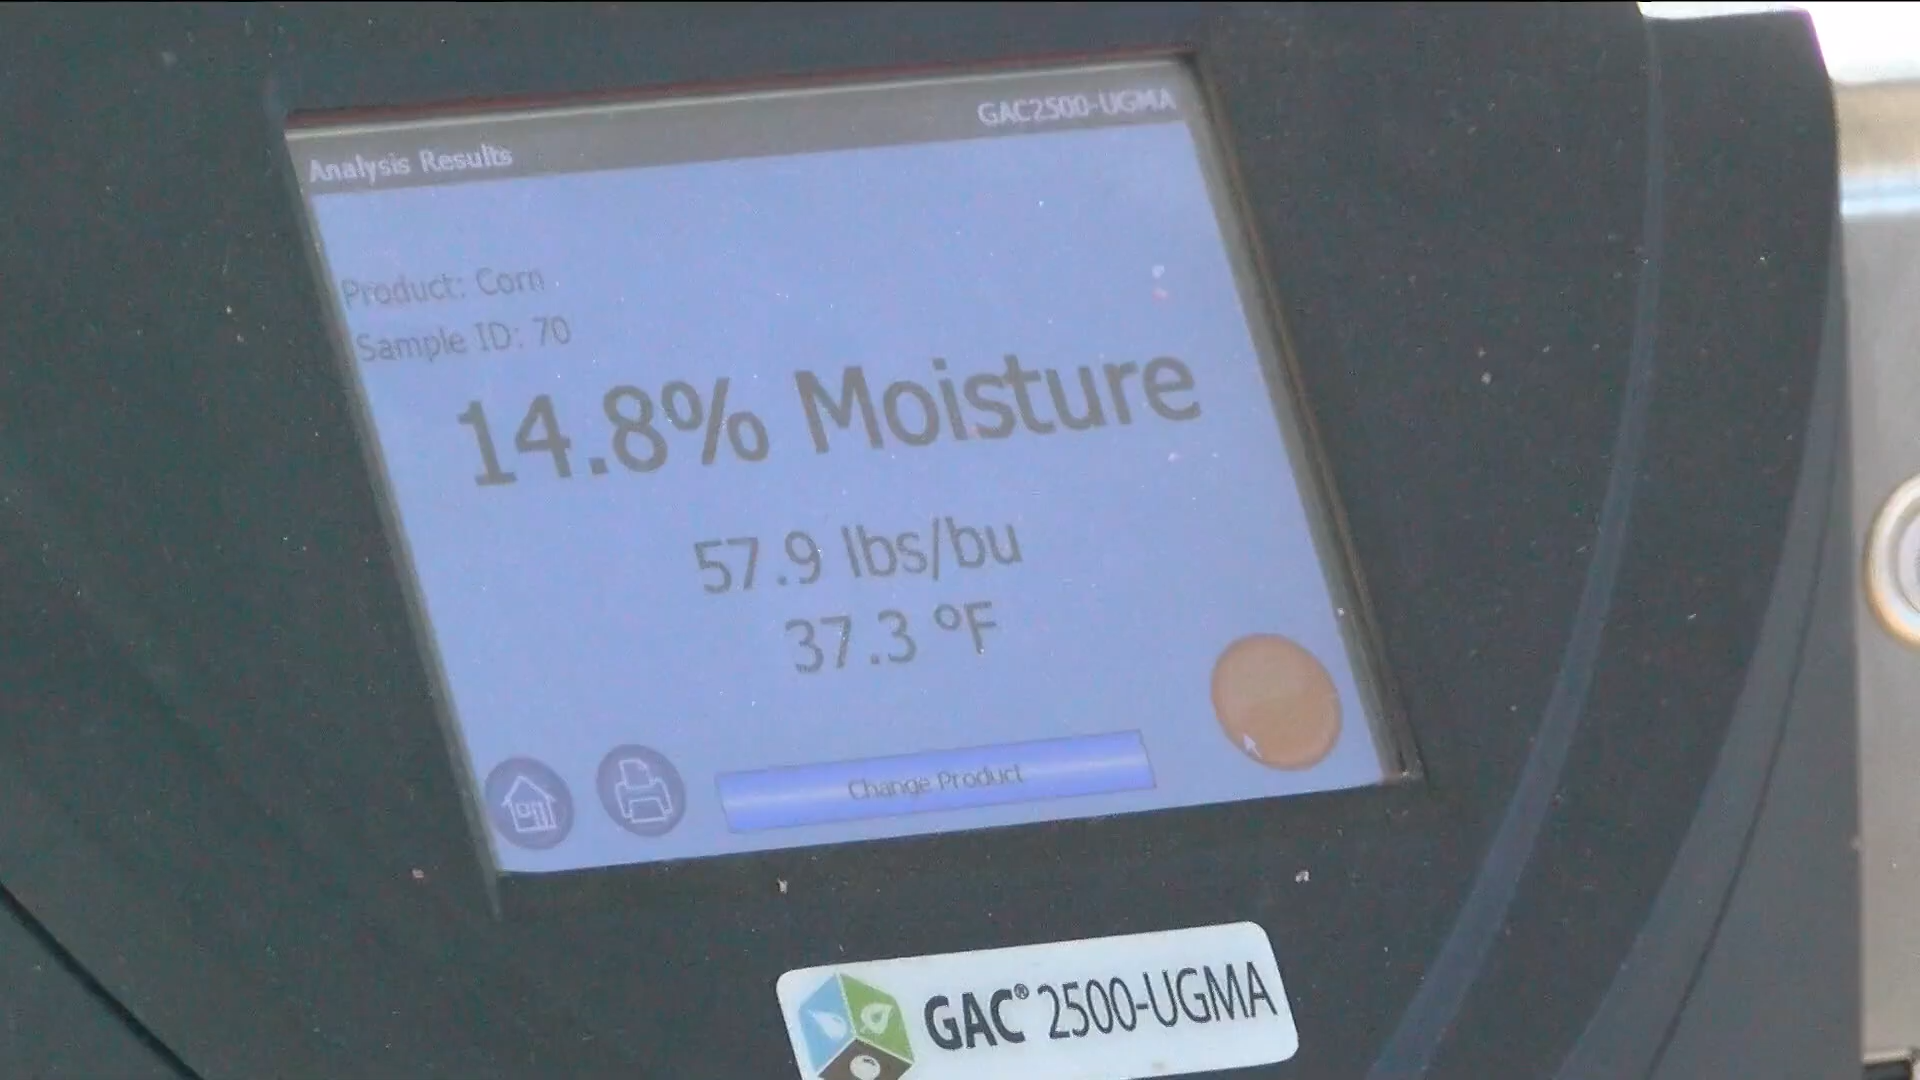 GAC2500-UGMA
Analysis Results
Product: Corn
Sample ID: 70
14.8% Moisture
57.9 lbs/bu
37.3 ºF
Change Product
GAC® 2500-UGMA